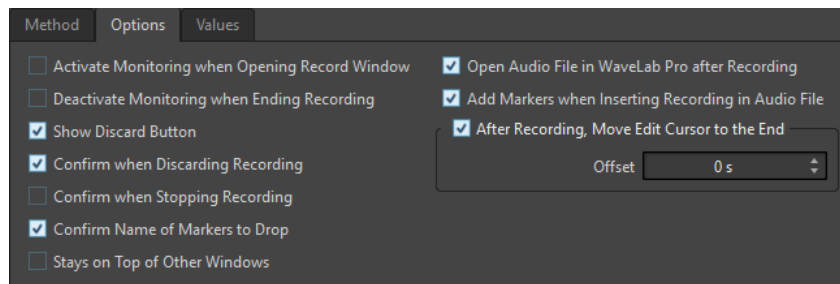 Method Options Values
Activate Monitoring when Opening Record Window
Deactivate Monitoring when Ending Recording
Show Discard Button
Confirm when Discarding Recording
Confirm when Stopping Recording
Confirm Name of Markers to Drop
Stays on Top of Other Windows
Open Audio File in WaveLab Pro after Recording
Add Markers when Inserting Recording in Audio File
After Recording, Move Edit Cursor to the End
Offset 0 s